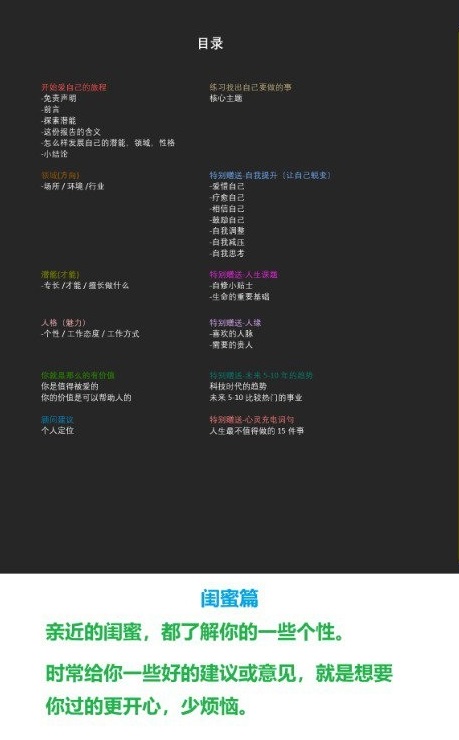 目录
开始爱自己的旅程
-免责声明
-前言
-探索潜能
-这份报告的含义
-怎么样发展自己的潜能，领域，性格
-小结论
领域(方向)
-场所 / 环境 /行业
潜能(才能)
-专长 /才能 / 擅长做什么
人格（魅力）
-个性 / 工作态度 / 工作方式
你就是那么的有价值
你是值得被爱的
你的价值是可以帮助人的
顾问建议
个人定位
练习找出自己要做的事
核心主题
特别赠送-自我提升（让自己蜕变）
-爱惜自己
-疗愈自己
-相信自己
-鼓励自己
-自我调整
-自我减压
-自我思考
特别赠送-人生课题
-自修小贴士
-生命的重要基础
特别赠送-人缘
-喜欢的人脉
-需要的贵人
特别赠送-未来 5-10 年的趋势
科技时代的趋势
未来 5-10 比较热门的事业
特别赠送-心灵充电词句
人生最不值得做的 15 件事
闺蜜篇
亲近的闺蜜，都了解你的一些个性。
时常给你一些好的建议或意见，就是想要
你过的更开心，少烦恼。